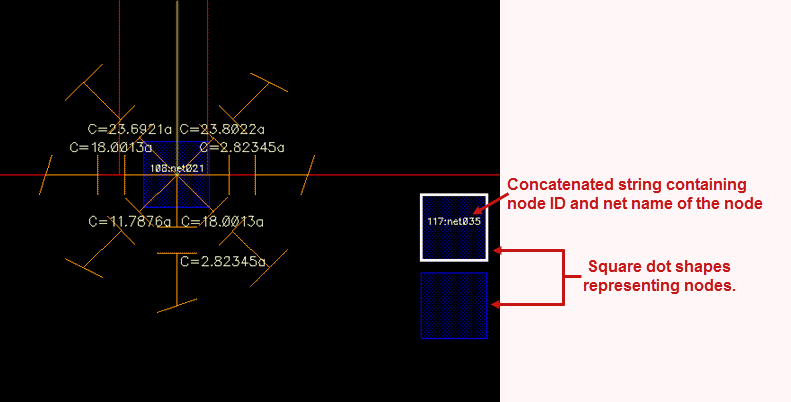 C=23.6921a C=23.8022a
C=18.0013a C=2.82345a
108:net021
C=11.7876a C=18.0013a
C=2.82345a
117:net035
Concatenated string containing
node ID and net name of the node
Square dot shapes
representing nodes.